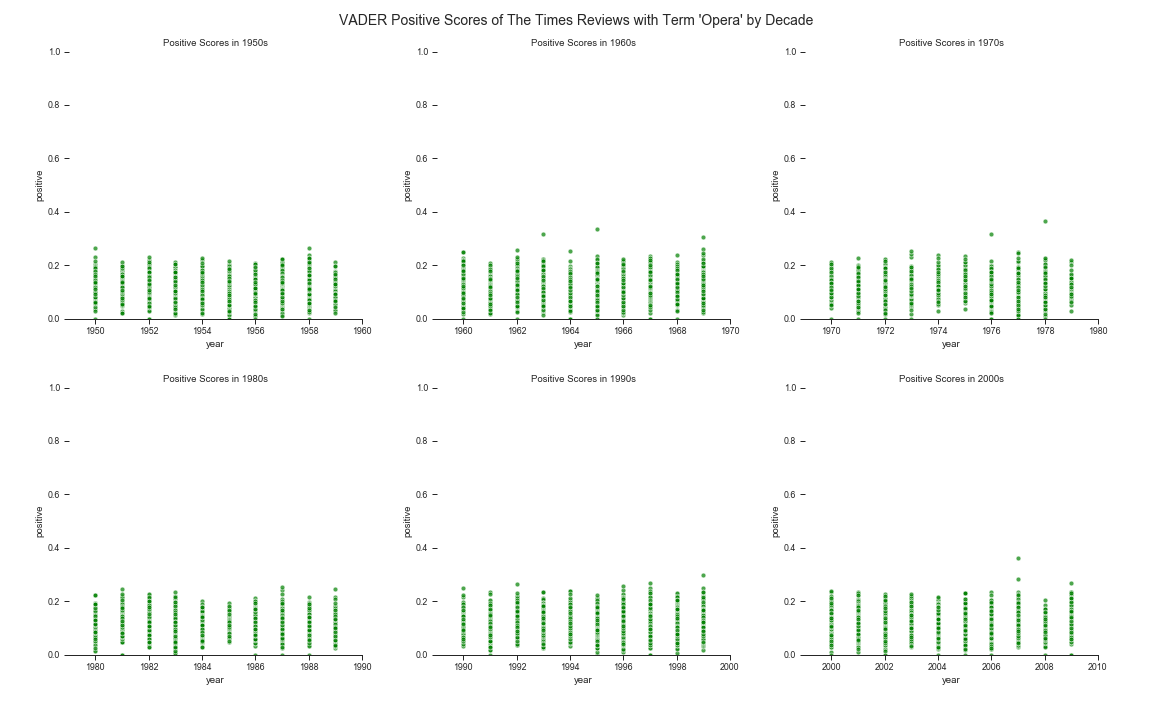 VADER Positive Scores of The Times Reviews with Term 'Opera' by Decade
Positive Scores in 1950s
1.0
0.8
0.6
0.4
0.2
0.0
positive
1950 1952 1954 1956 1958 1960
year
Positive Scores in 1960s
1.0
0.8
0.6
0.4
0.2
0.0
positive
1960 1962 1964 1966 1968 1970
year
Positive Scores in 1970s
1.0
0.8
0.6
0.4
0.2
0.0
positive
1970 1972 1974 1976 1978 1980
year
Positive Scores in 1980s
1.0
0.8
0.6
0.4
0.2
0.0
positive
1980 1982 1984 1986 1988 1990
year
Positive Scores in 1990s
1.0
0.8
0.6
0.4
0.2
0.0
positive
1990 1992 1994 1996 1998 2000
year
Positive Scores in 2000s
1.0
0.8
0.6
0.4
0.2
0.0
positive
2000 2002 2004 2006 2008 2010
year